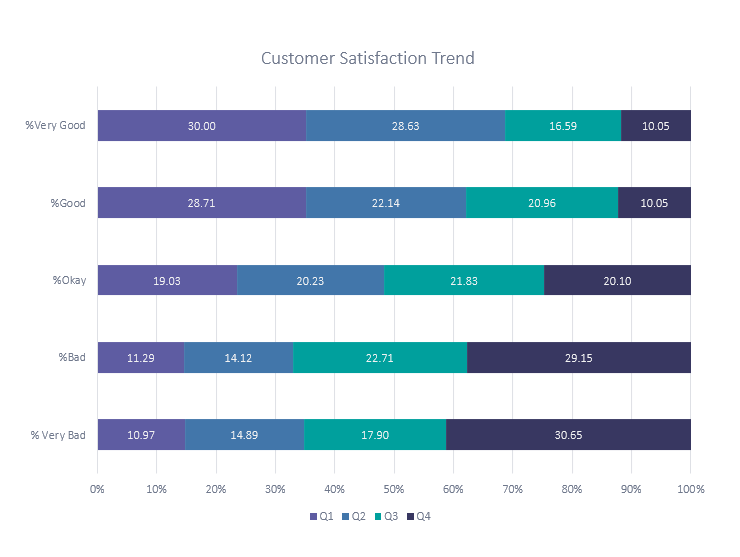 Customer Satisfaction Trend
%Very Good 30.00 28.63 16.59 10.05
%Good 28.71 22.14 20.96 10.05
%Okay 19.03 20.23 21.83 20.10
%Bad 11.29 14.12 22.71 29.15
% Very Bad 10.97 14.89 17.90 30.65
0% 10% 20% 30% 40% 50% 60% 70% 80% 90% 100%
Q1 Q2 Q3 Q4